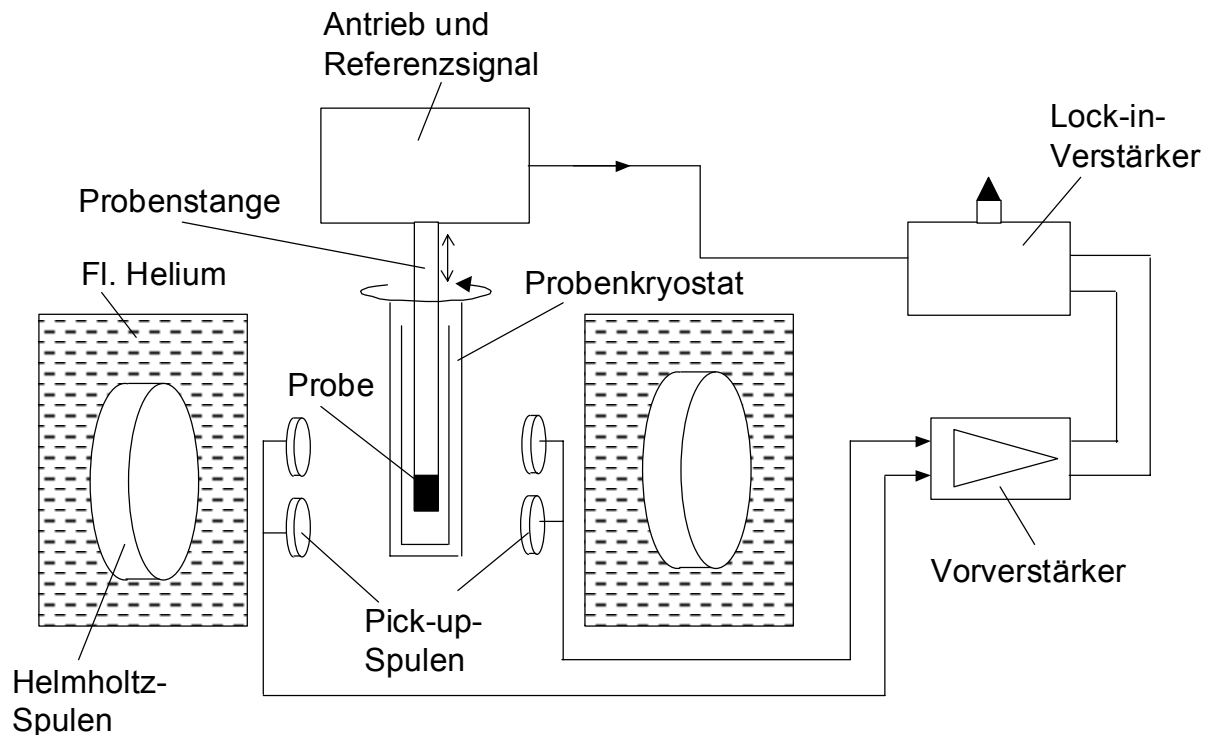 Antrieb und
Referenzsignal
Lock-in-
Verstärker
Probenstange
Fl. Helium
Probenkryostat
Probe
Pick-up-
Spulen
Vorverstärker
Helmholtz-
Spulen